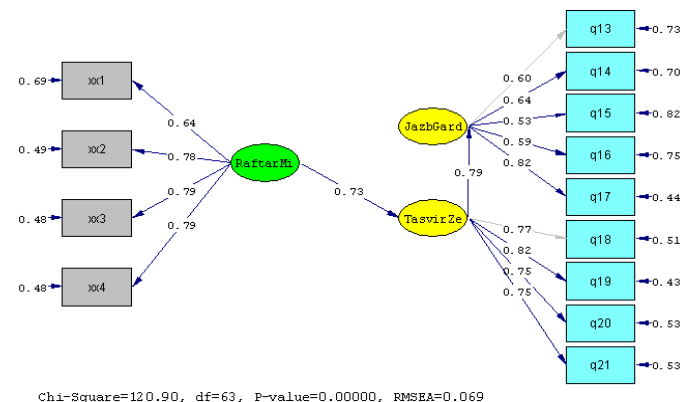 q13
0.73
0.69
xx1
0.60
q14
0.70
0.64
0.64
0.53
q15
0.82
JazbGard
0.49
xx2
0.59
q16
0.75
0.78
RaftarMi
0.82
0.79
0.79
0.73
q17
0.44
0.48
xx3
TasvirZe
0.77
q18
0.51
0.79
0.82
0.75
q19
0.43
0.48
xx4
0.75
q20
0.53
q21
0.53
Chi-Square=120.90, df=63, P-value=0.00000, RMSEA=0.069